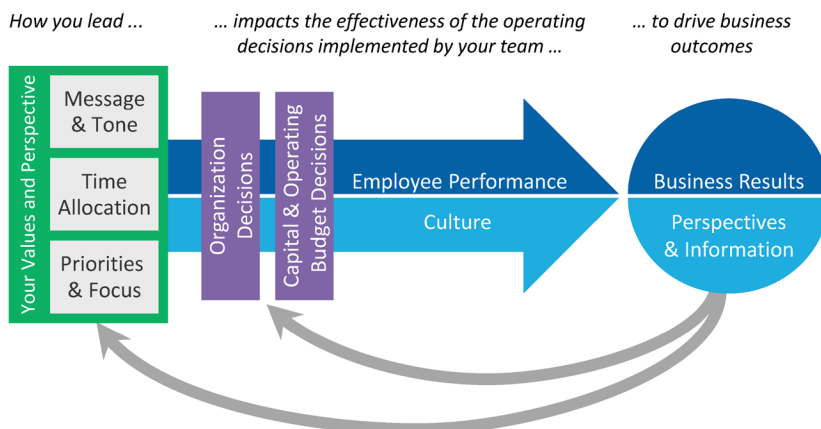 How you lead ...
... impacts the effectiveness of the operating
decisions implemented by your team ...
... to drive business
outcomes
Your Values and Perspective
Message
& Tone
Time
Allocation
Priorities
& Focus
Organization
Decisions
Capital & Operating
Budget Decisions
Employee Performance
Culture
Business Results
Perspectives
& Information